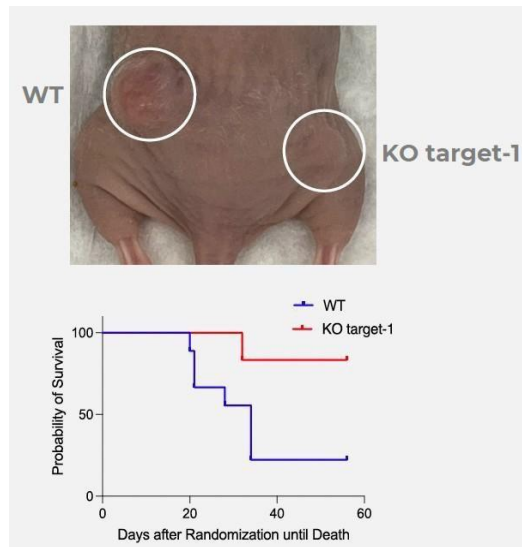 WT
KO target-1
WT
KO target-1
Probability of Survival
100
50
0
0 20 40 60
Days after Randomization until Death